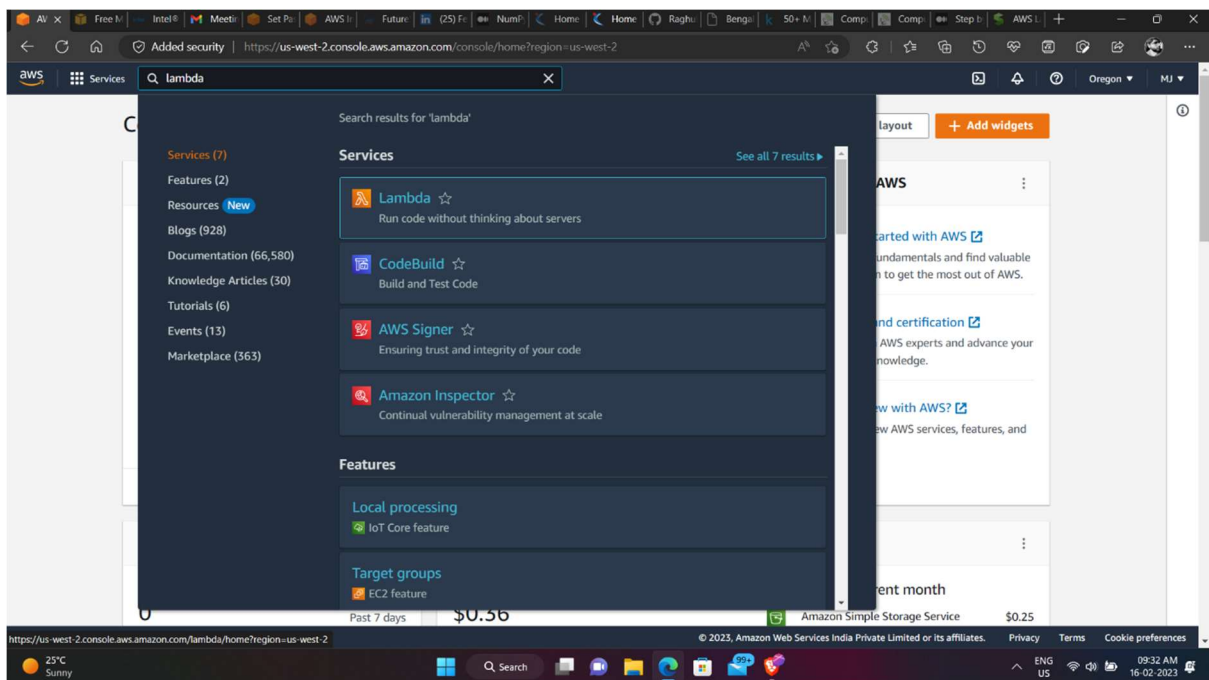 AV
Free M
Intel®
Meetin
Set Pa
AWS Ir
Future
(25) Fe
NumP
Home
Home
Raghu
Bengal
50+ M
Comp
Comp
Step b
AWS L
Added security | https://us-west-2.console.aws.amazon.com/console/home?region=us-west-2
aws Services lambda Oregon MJ
C
Search results for 'lambda'
layout + Add widgets
Services (7)
Features (2)
Resources New
Blogs (928)
Documentation (66,580)
Knowledge Articles (30)
Tutorials (6)
Events (13)
Marketplace (363)
Services See all 7 results
Lambda
Run code without thinking about servers
CodeBuild
Build and Test Code
AWS Signer
Ensuring trust and integrity of your code
Amazon Inspector
Continual vulnerability management at scale
Features
Local processing
IoT Core feature
Target groups
EC2 feature
AWS
tarted with AWS
undamentals and find valuable
n to get the most out of AWS.
and certification
AWS experts and advance your
nowledge.
ew with AWS?
ew AWS services, features, and
rent month
0 Past 7 days $0.36 Amazon Simple Storage Service $0.25
https://us-west-2.console.aws.amazon.com/lambda/home?region=us-west-2
© 2023, Amazon Web Services India Private Limited or its affiliates. Privacy Terms Cookie preferences
25°C
Sunny
Search
99+
ENG
US
09:32 AM
16-02-2023